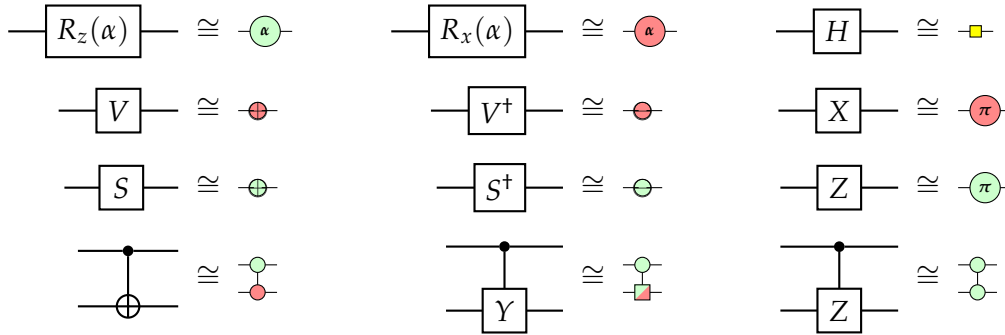 R_z(α) ≅ α R_x(α) ≅ α H ≅
V ≅ V† ≅ X ≅ π
S ≅ S† ≅ Z ≅ π
≅ Y ≅ Z ≅